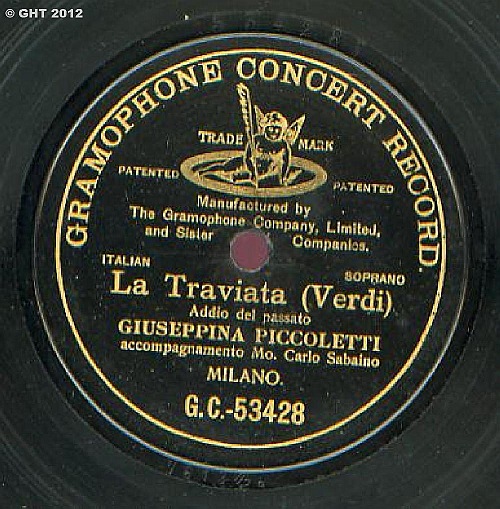 © GHT 2012
GRAMOPHONE CONCERT RECORD.
TRADE MARK
PATENTED PATENTED
Manufactured by
The Gramophone Company, Limited,
and Sister Companies.
ITALIAN SOPRANO
La Traviata (Verdi)
Addio del passato
GIUSEPPINA PICCOLETTI
accompagnamento Mo. Carlo Sabaino
MILANO.
G.C.-53428